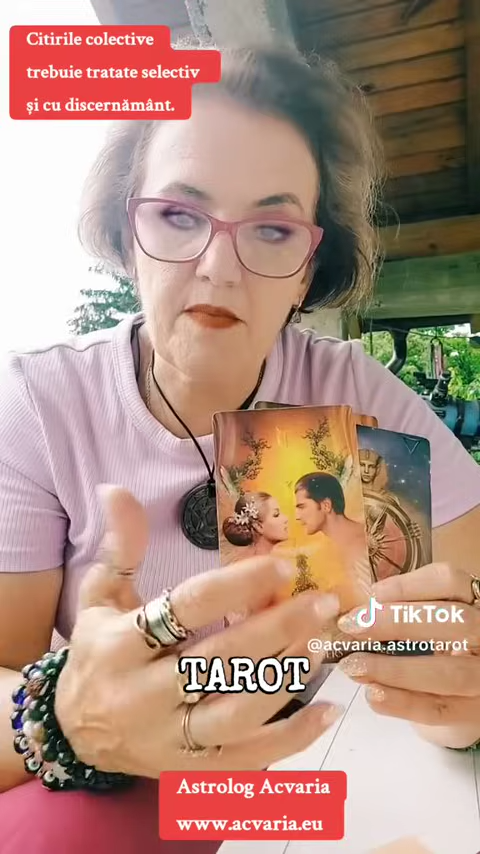 Citirile colective
trebuie tratate selectiv
și cu discernământ.
TikTok
@acvaria.astrotarot
TAROT
Astrolog Acvaria
www.acvaria.eu